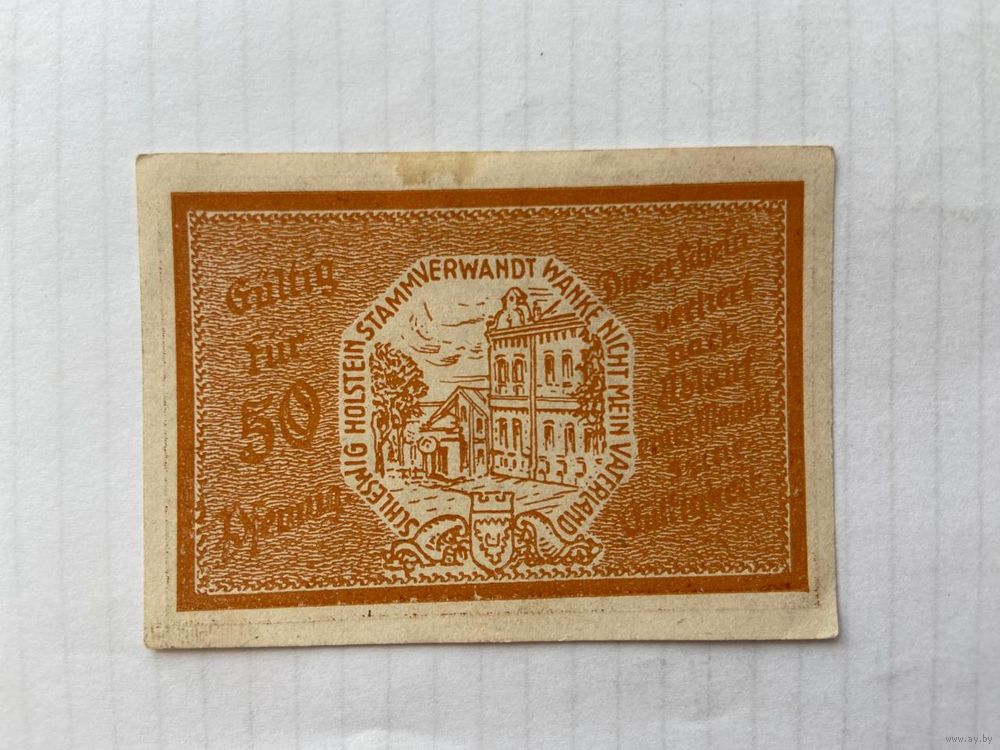 Gültig
für
50
Pfennig
SCHLESWIG HOLSTEIN STAMMVERWANDT WANKE NICHT MEIN VATERLAND
Dieser Schein
verliert
nach
Ablauf
eines Monats
seine
Gültigkeit
www.ay.by